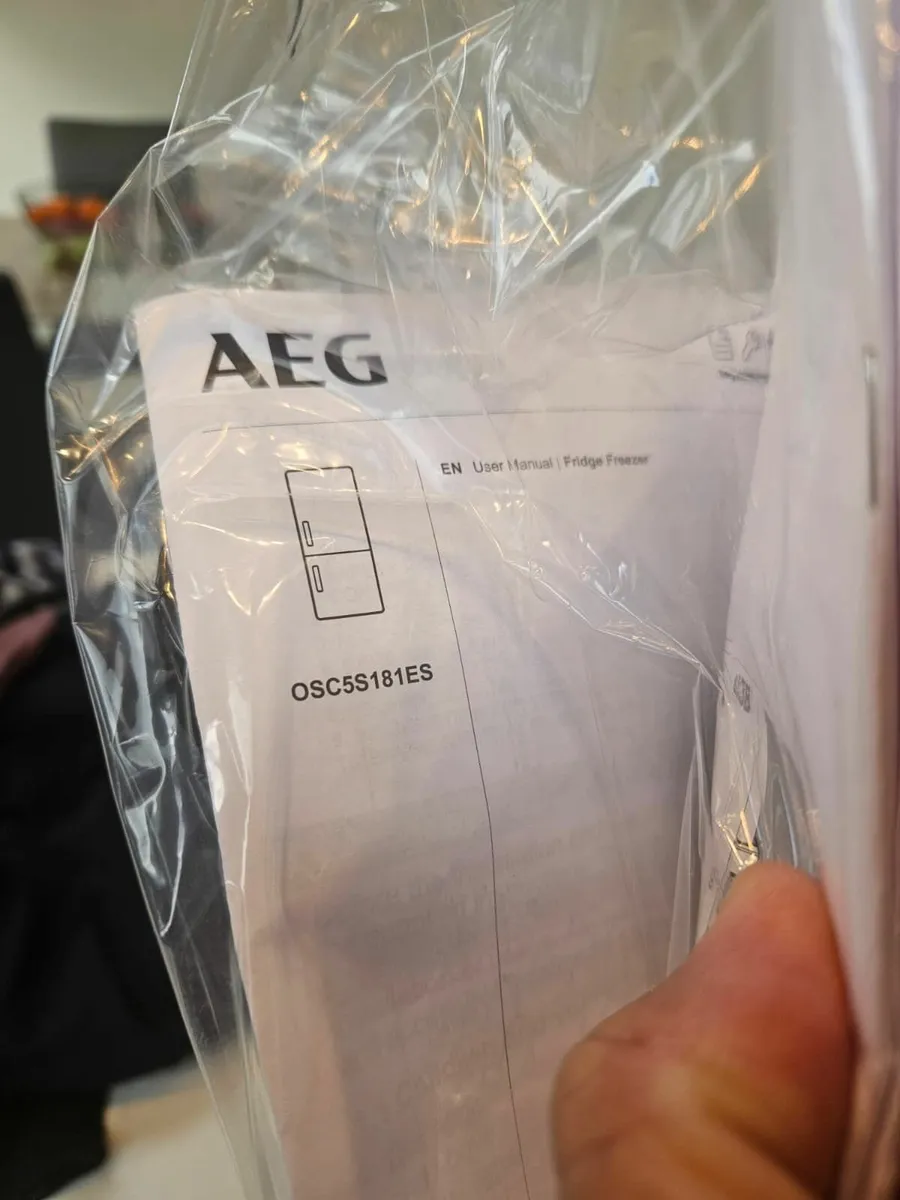 AEG
EN User Manual | Fridge Freezer
OSC5S181ES